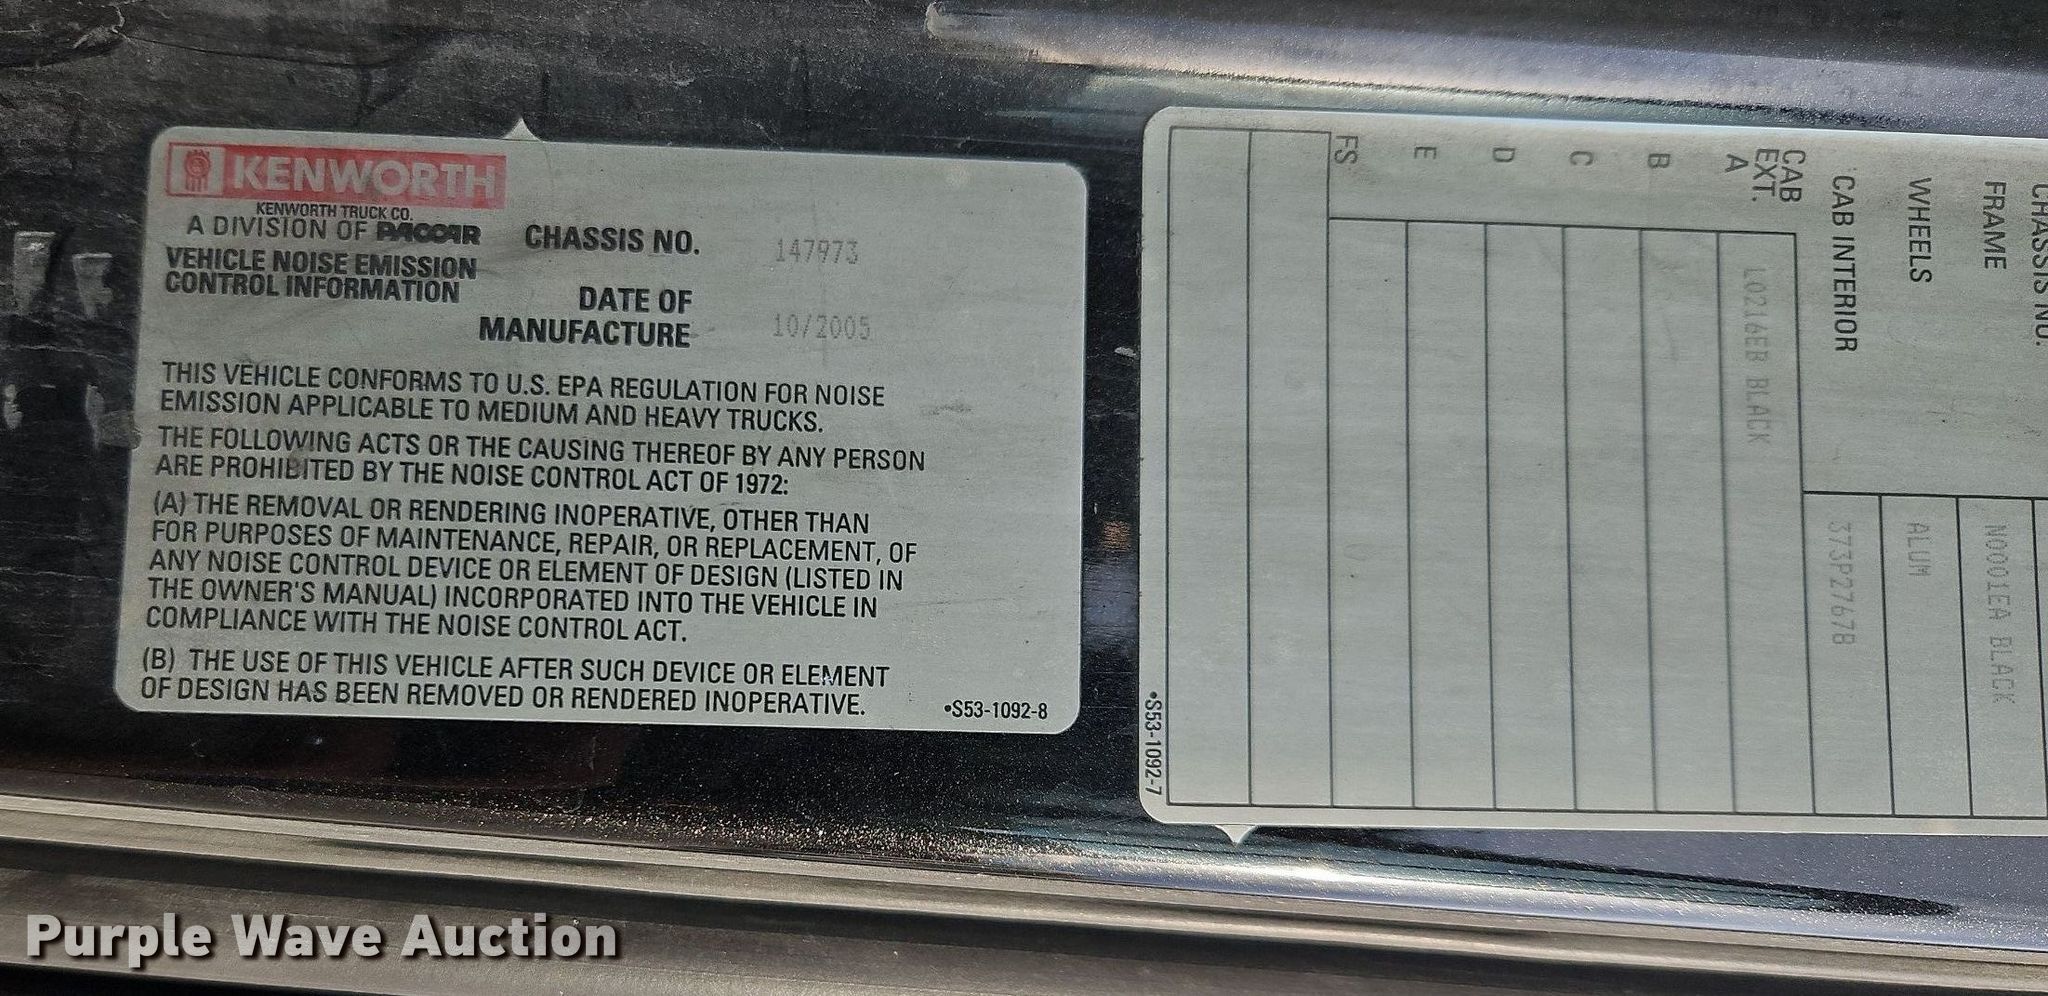 KENWORTH
KENWORTH TRUCK CO.
A DIVISION OF PACCAR
VEHICLE NOISE EMISSION
CONTROL INFORMATION
CHASSIS NO. 147973
DATE OF
MANUFACTURE 10/2005
THIS VEHICLE CONFORMS TO U.S. EPA REGULATION FOR NOISE
EMISSION APPLICABLE TO MEDIUM AND HEAVY TRUCKS.
THE FOLLOWING ACTS OR THE CAUSING THEREOF BY ANY PERSON
ARE PROHIBITED BY THE NOISE CONTROL ACT OF 1972:
(A) THE REMOVAL OR RENDERING INOPERATIVE, OTHER THAN
FOR PURPOSES OF MAINTENANCE, REPAIR, OR REPLACEMENT, OF
ANY NOISE CONTROL DEVICE OR ELEMENT OF DESIGN (LISTED IN
THE OWNER'S MANUAL) INCORPORATED INTO THE VEHICLE IN
COMPLIANCE WITH THE NOISE CONTROL ACT.
(B) THE USE OF THIS VEHICLE AFTER SUCH DEVICE OR ELEMENT
OF DESIGN HAS BEEN REMOVED OR RENDERED INOPERATIVE.
•S53-1092-8
CHASSIS NO.
FRAME N0001EA BLACK
WHEELS ALUM
CAB INTERIOR 373P2767B
CAB
EXT.
A L0216EB BLACK
B
C
D
E
FS
•S53-1092-7
Purple Wave Auction